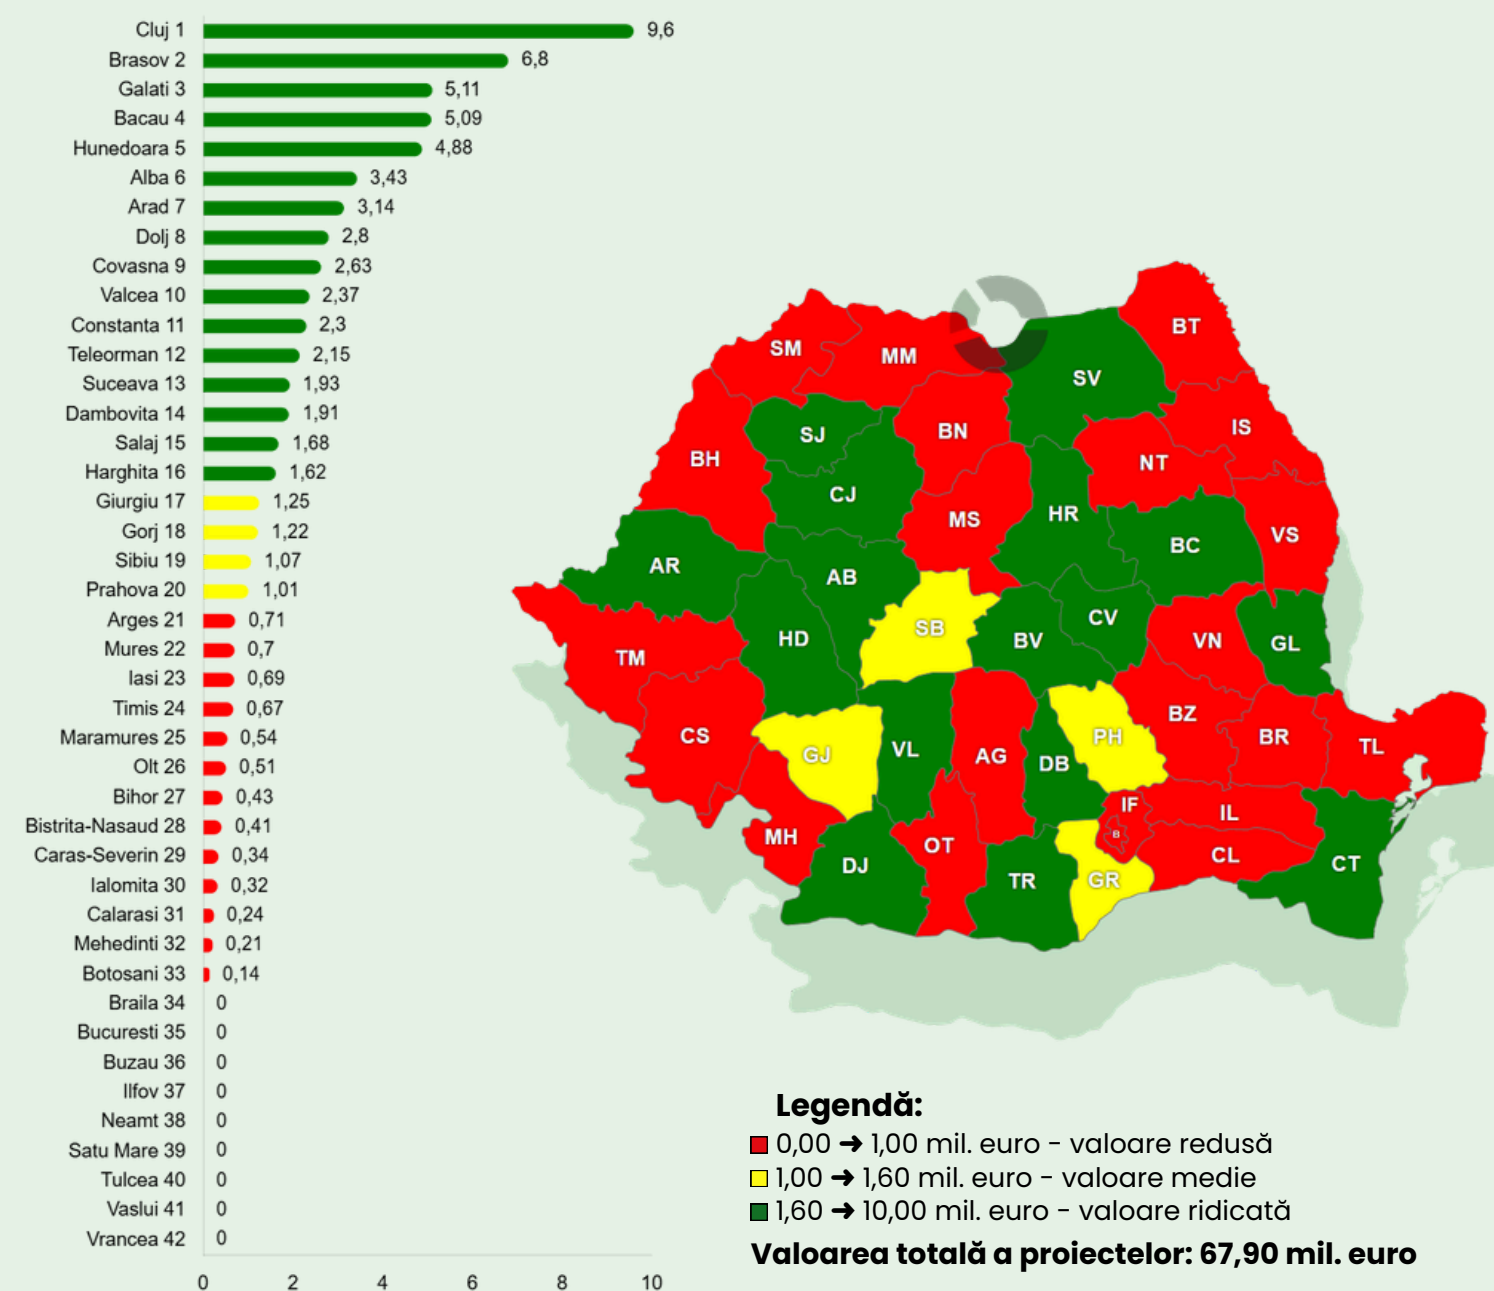 Cluj 1 9,6
Brasov 2 6,8
Galati 3 5,11
Bacau 4 5,09
Hunedoara 5 4,88
Alba 6 3,43
Arad 7 3,14
Dolj 8 2,8
Covasna 9 2,63
Valcea 10 2,37
Constanta 11 2,3
Teleorman 12 2,15
Suceava 13 1,93
Dambovita 14 1,91
Salaj 15 1,68
Harghita 16 1,62
Giurgiu 17 1,25
Gorj 18 1,22
Sibiu 19 1,07
Prahova 20 1,01
Arges 21 0,71
Mures 22 0,7
Iasi 23 0,69
Timis 24 0,67
Maramures 25 0,54
Olt 26 0,51
Bihor 27 0,43
Bistrita-Nasaud 28 0,41
Caras-Severin 29 0,34
Ialomita 30 0,32
Calarasi 31 0,24
Mehedinti 32 0,21
Botosani 33 0,14
Braila 34 0
Bucuresti 35 0
Buzau 36 0
Ilfov 37 0
Neamt 38 0
Satu Mare 39 0
Tulcea 40 0
Vaslui 41 0
Vrancea 42 0
0 2 4 6 8 10
BT
SM
MM
SV
IS
SJ
BN
BH
NT
CJ
HR
MS
VS
BC
AR
AB
CV
SB
HD
BV
VN
GL
TM
BZ
CS
PH
BR
TL
VL
GJ
AG
DB
IF
IL
MH
B
OT
CL
DJ
CT
TR
GR
Legendă:
0,00 ➜ 1,00 mil. euro - valoare redusă
1,00 ➜ 1,60 mil. euro - valoare medie
1,60 ➜ 10,00 mil. euro - valoare ridicată
Valoarea totală a proiectelor: 67,90 mil. euro